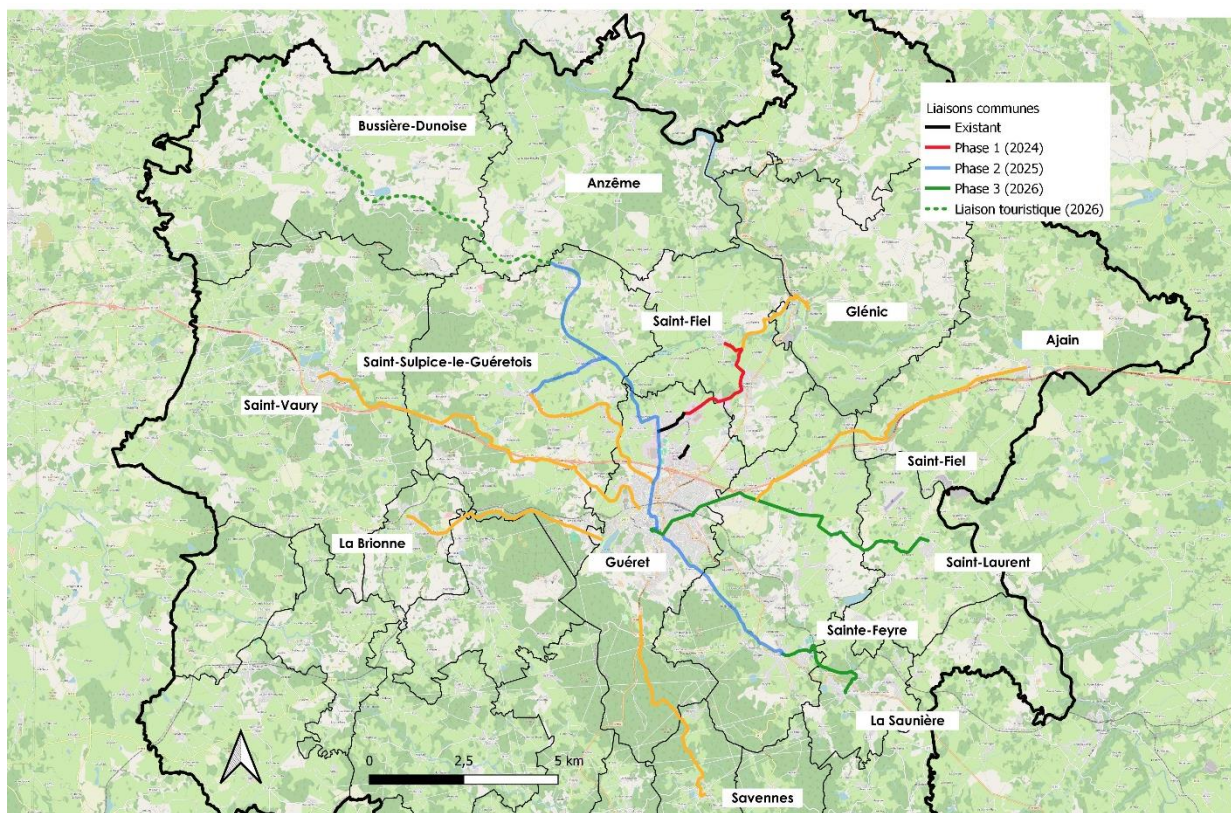 Bussière-Dunoise
Anzême
Liaisons communes
Existant
Phase 1 (2024)
Phase 2 (2025)
Phase 3 (2026)
Liaison touristique (2026)
Saint-Fiel
Glénic
Ajain
Saint-Sulpice-le-Guéretois
Saint-Vaury
Saint-Fiel
La Brionne
Guéret
Saint-Laurent
Sainte-Feyre
La Saunière
0 2,5 5 km
Savennes